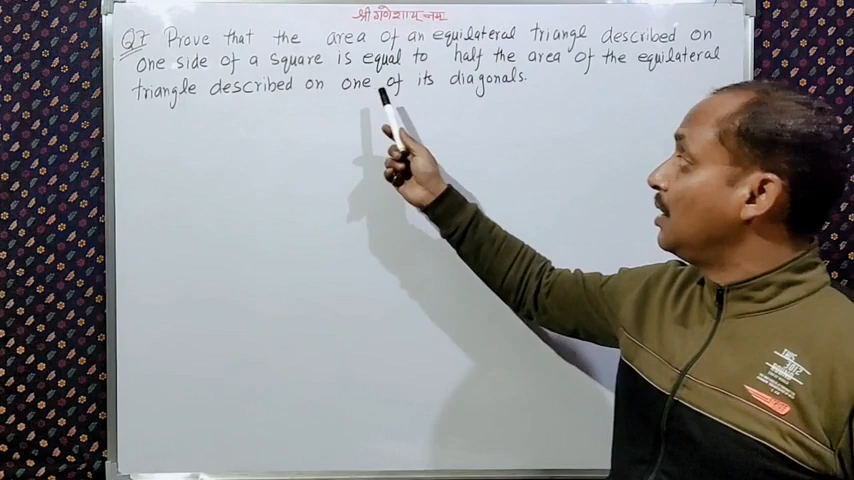 श्री गणेशाय नमः
Q7 Prove that the area of an equilateral triangle described on
one side of a square is equal to half the area of the equilateral
triangle described on one of its diagonals.